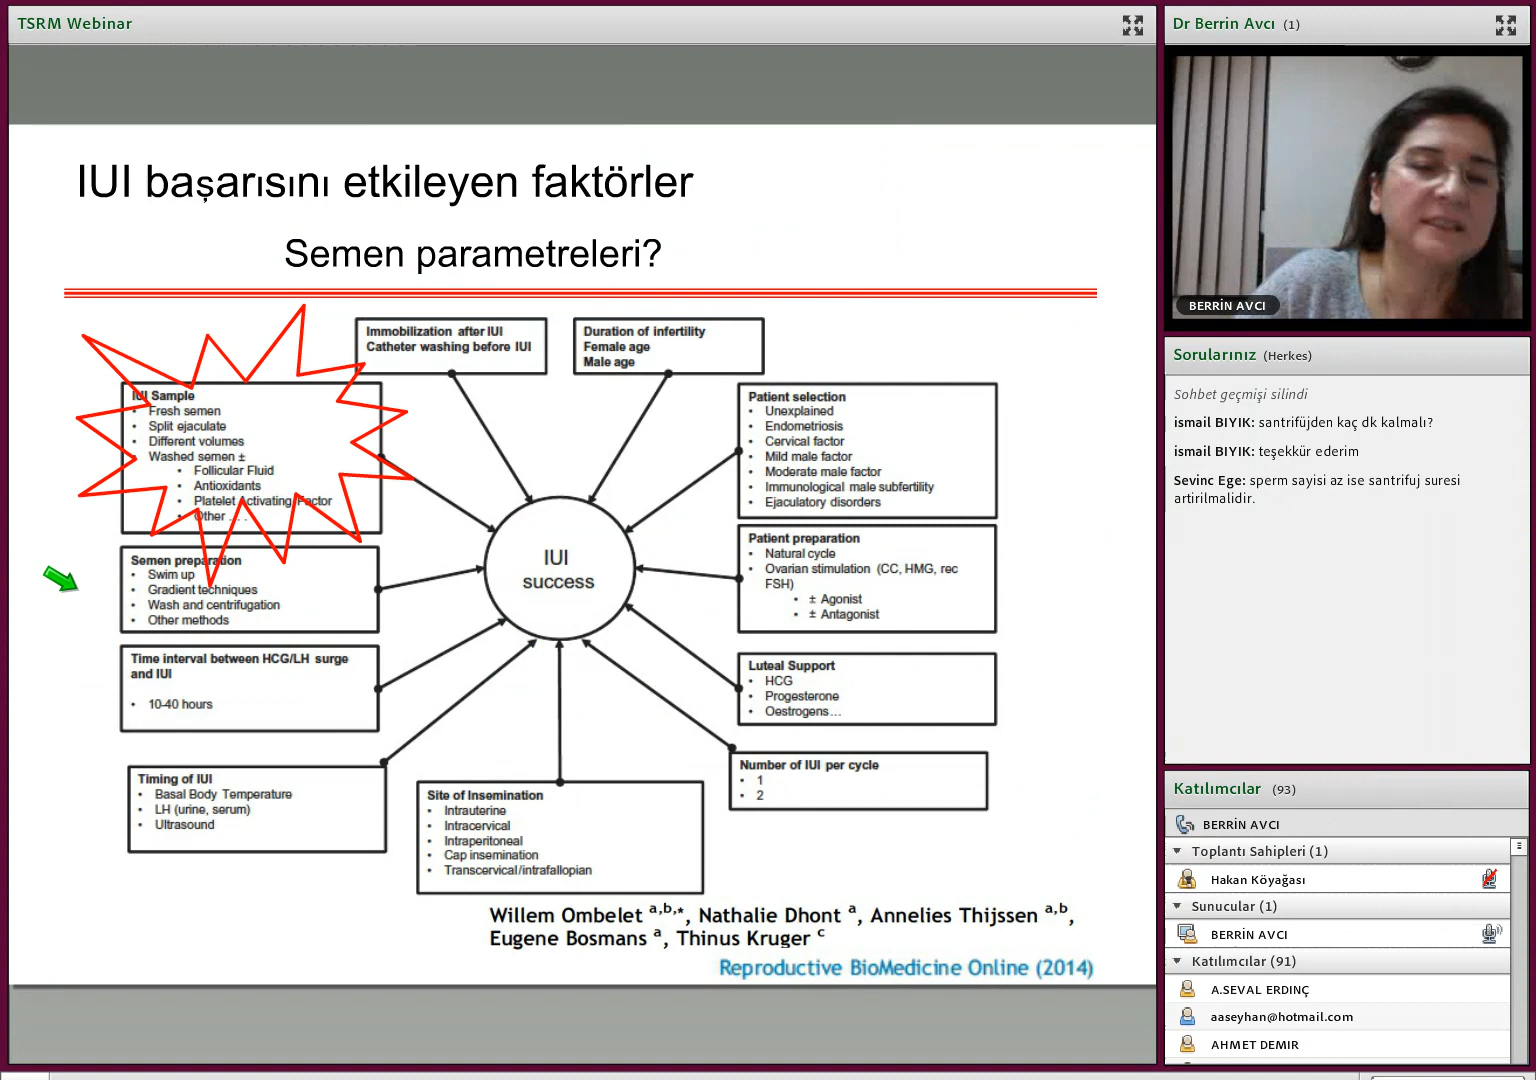 TSRM Webinar
IUI başarısını etkileyen faktörler
Semen parametreleri?
Immobilization after IUI
Catheter washing before IUI
Duration of infertility
Female age
Male age
IUI Sample
• Fresh semen
• Split ejaculate
• Different volumes
• Washed semen ±
• Follicular Fluid
• Antioxidants
• Platelet Activating Factor
• Other ....
Patient selection
• Unexplained
• Endometriosis
• Cervical factor
• Mild male factor
• Moderate male factor
• Immunological male subfertility
• Ejaculatory disorders
Semen preparation
• Swim up
• Gradient techniques
• Wash and centrifugation
• Other methods
IUI
success
Patient preparation
• Natural cycle
• Ovarian stimulation (CC, HMG, rec
FSH)
• ± Agonist
• ± Antagonist
Time interval between HCG/LH surge
and IUI
• 10-40 hours
Luteal Support
• HCG
• Progesterone
• Oestrogens...
Timing of IUI
• Basal Body Temperature
• LH (urine, serum)
• Ultrasound
Site of Insemination
• Intrauterine
• Intracervical
• Intraperitoneal
• Cap insemination
• Transcervical/intrafallopian
Number of IUI per cycle
• 1
• 2
Willem Ombelet a,b,*, Nathalie Dhont a, Annelies Thijssen a,b,
Eugene Bosmans a, Thinus Kruger c
Reproductive BioMedicine Online (2014)
Dr Berrin Avcı (1)
BERRİN AVCI
Sorularınız (Herkes)
Sohbet geçmişi silindi
ismail BIYIK: santrifüjden kaç dk kalmalı?
ismail BIYIK: teşekkür ederim
Sevinc Ege: sperm sayisi az ise santrifuj suresi
artirilmalidir.
Katılımcılar (93)
BERRİN AVCI
Toplantı Sahipleri (1)
Hakan Köyağası
Sunucular (1)
BERRİN AVCI
Katılımcılar (91)
A.SEVAL ERDINÇ
aaseyhan@hotmail.com
AHMET DEMIR